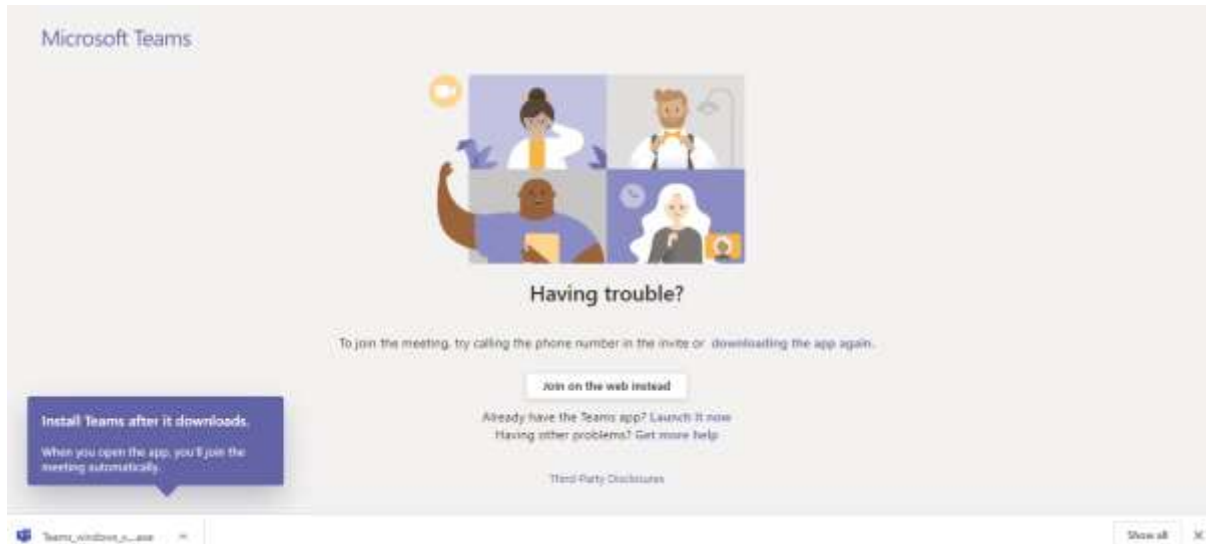 Microsoft Teams
Having trouble?
To join the meeting, try calling the phone number in the invite or downloading the app again.
Join on the web instead
Already have the Teams app? Launch it now
Having other problems? Get more help
Third-Party Disclosures
Install Teams after it downloads.
When you open the app, you'll join the
meeting automatically.
Teams_windows_s....exe
Show all